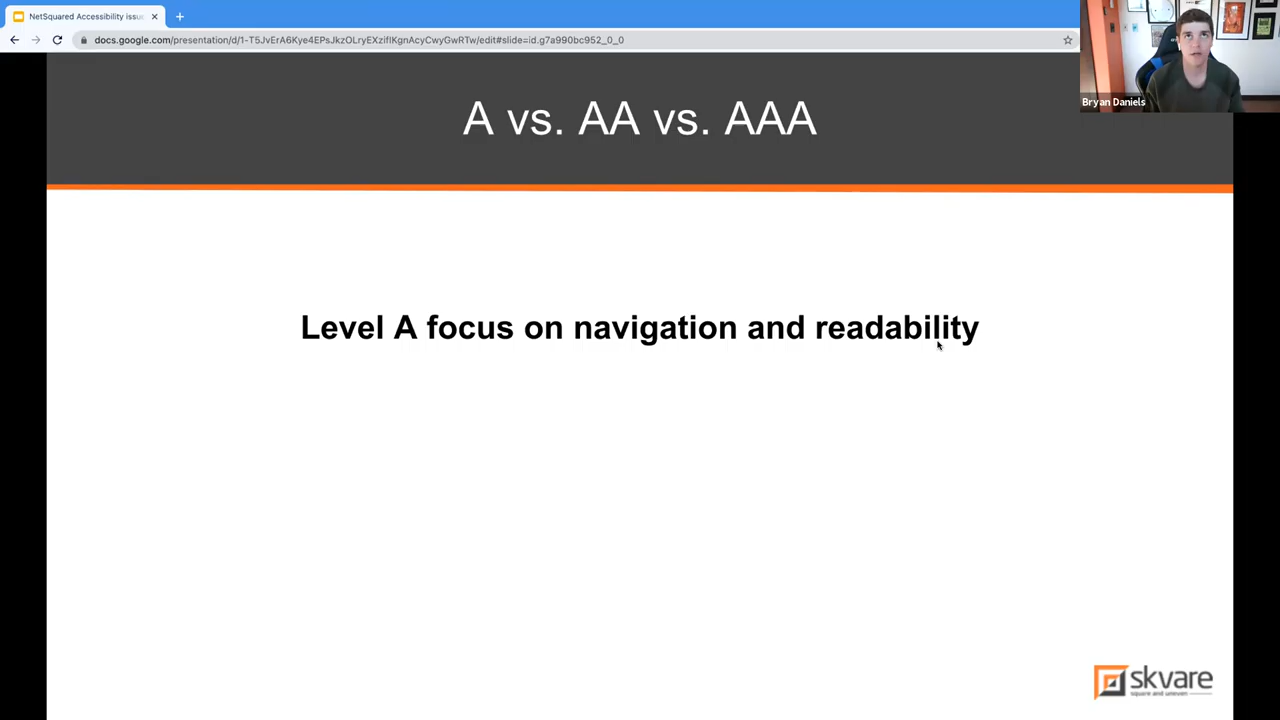 NetSquared Accessibility issu
docs.google.com/presentation/d/1-T5JvErA6Kye4EPsJkzOLryEXzifIKgnAcyCwyGwRTw/edit#slide=id.g7a990bc952_0_0
Bryan Daniels
A vs. AA vs. AAA
Level A focus on navigation and readability
skvare
square and uneven